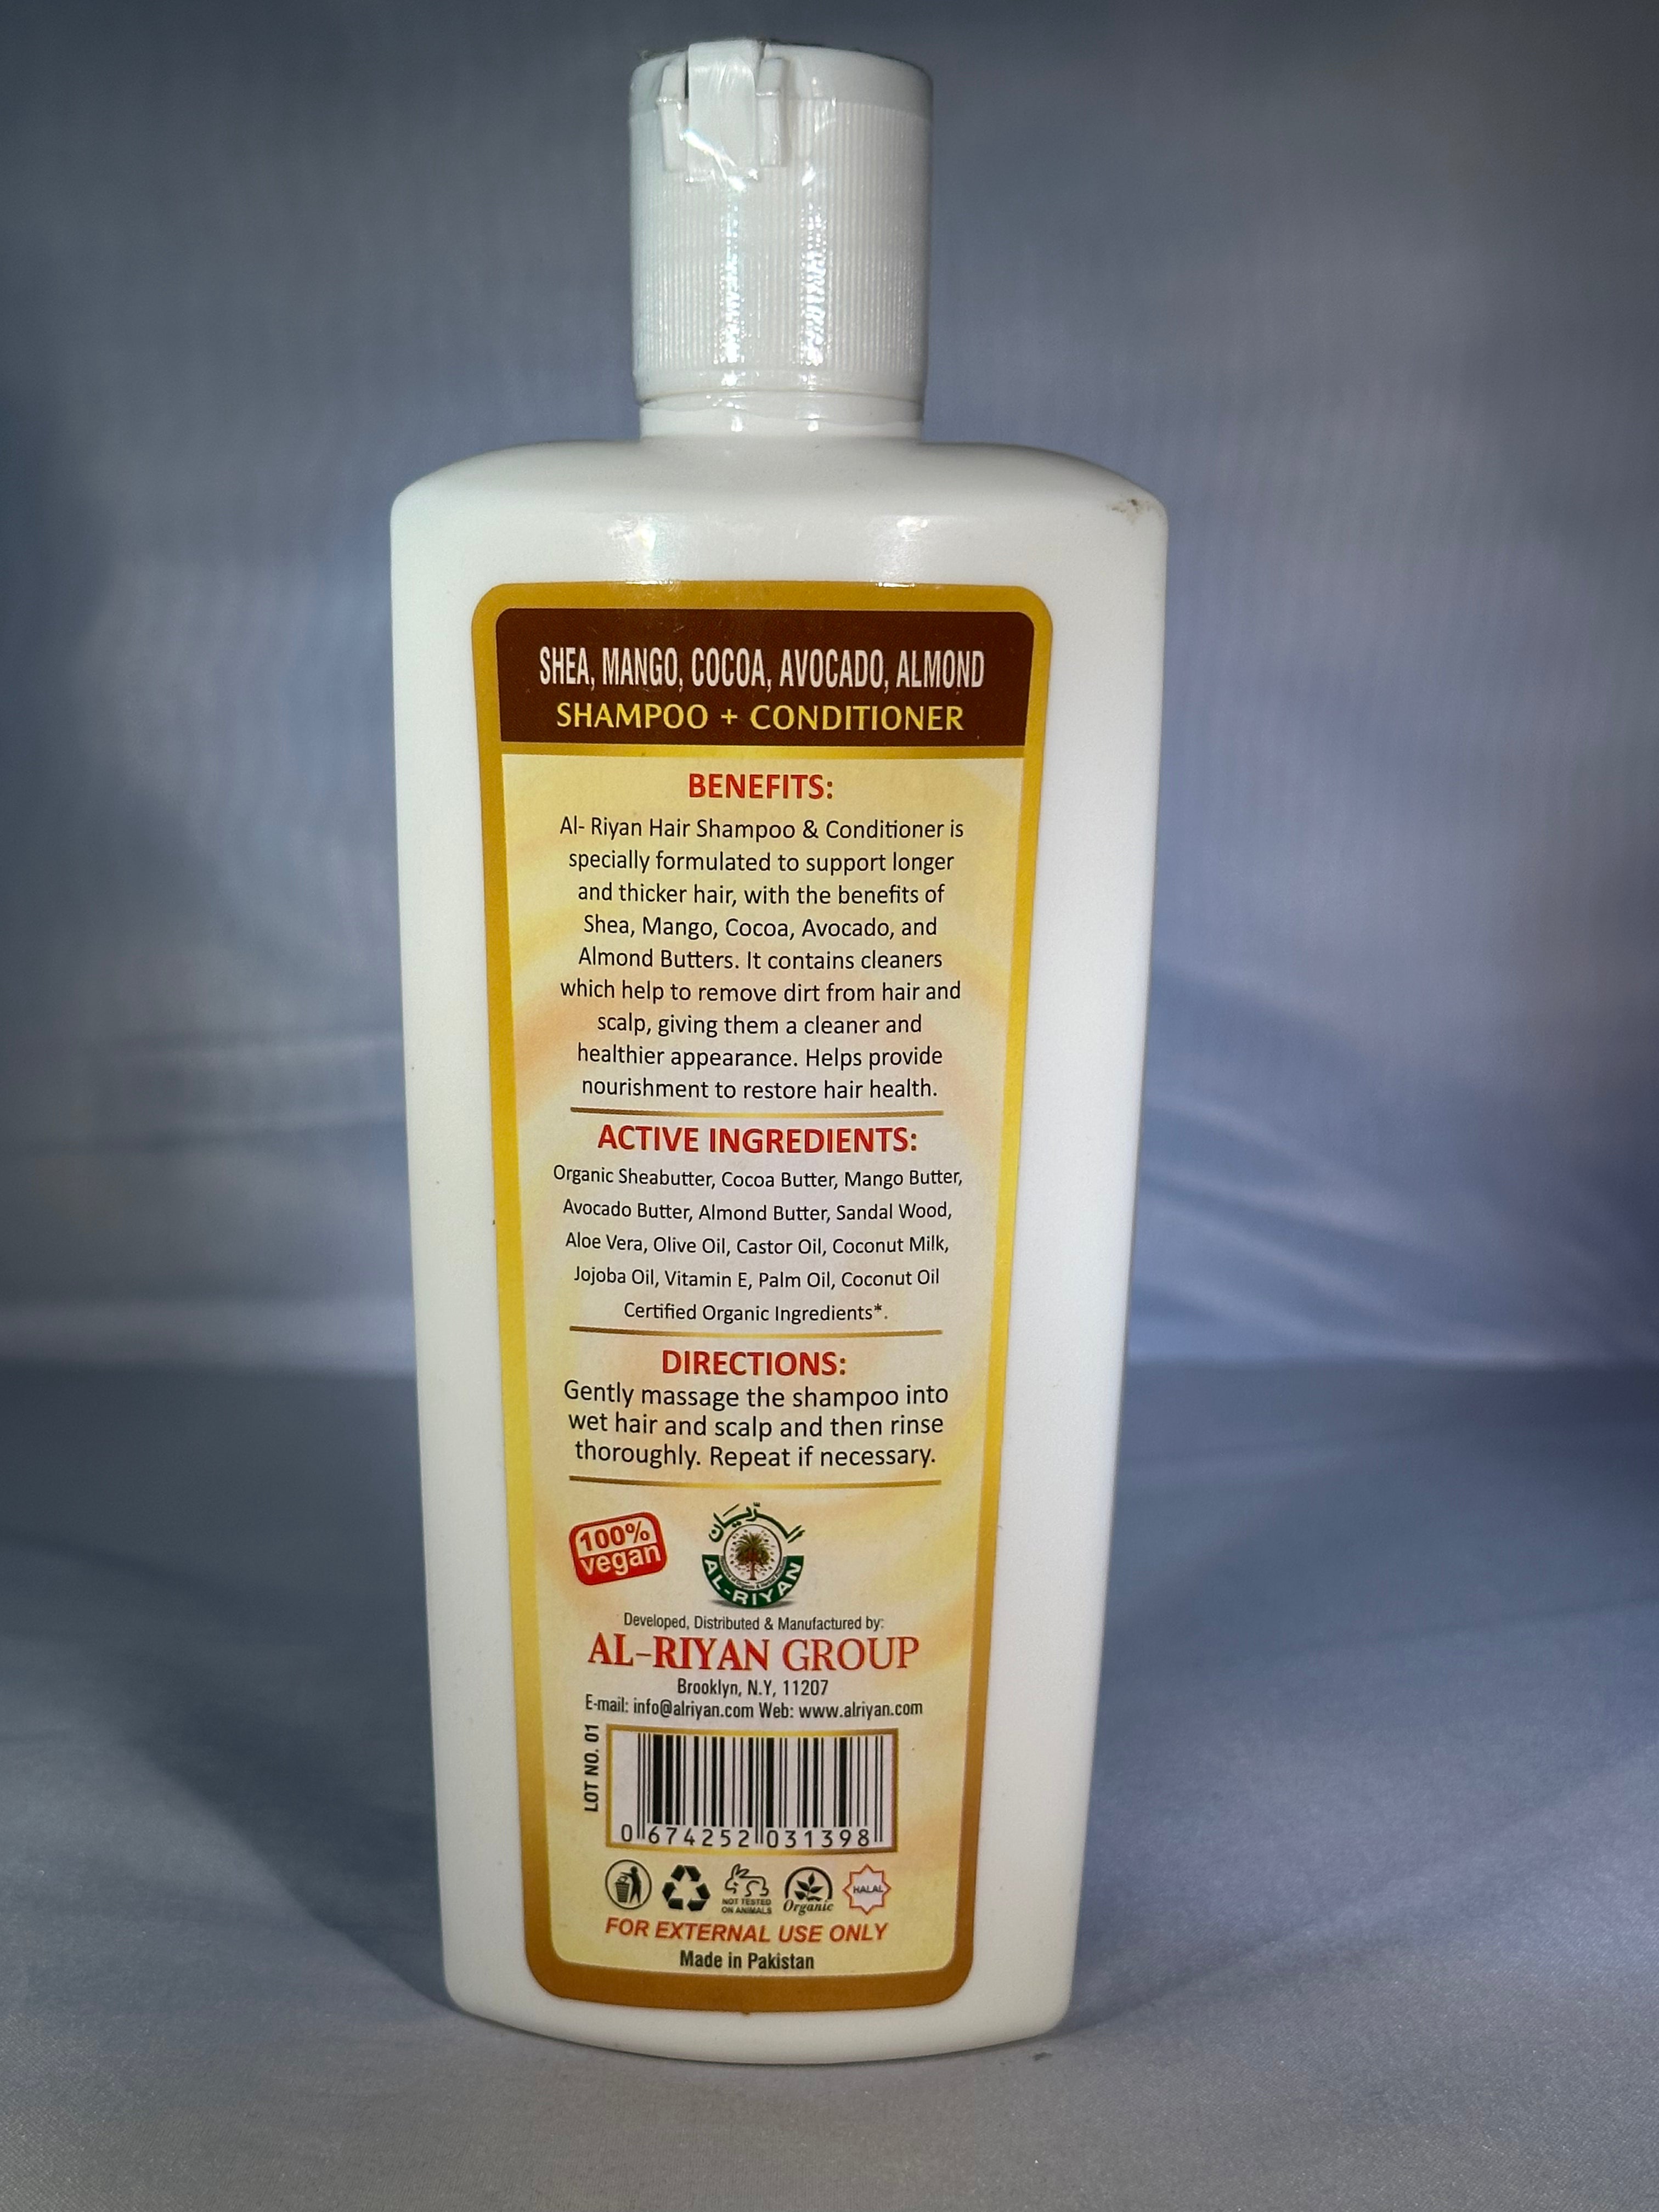 SHEA, MANGO, COCOA, AVOCADO, ALMOND
SHAMPOO + CONDITIONER
BENEFITS:
Al- Riyan Hair Shampoo & Conditioner is
specially formulated to support longer
and thicker hair, with the benefits of
Shea, Mango, Cocoa, Avocado, and
Almond Butters. It contains cleaners
which help to remove dirt from hair and
scalp, giving them a cleaner and
healthier appearance. Helps provide
nourishment to restore hair health.
ACTIVE INGREDIENTS:
Organic Sheabutter, Cocoa Butter, Mango Butter,
Avocado Butter, Almond Butter, Sandal Wood,
Aloe Vera, Olive Oil, Castor Oil, Coconut Milk,
Jojoba Oil, Vitamin E, Palm Oil, Coconut Oil
Certified Organic Ingredients*.
DIRECTIONS:
Gently massage the shampoo into
wet hair and scalp and then rinse
thoroughly. Repeat if necessary.
100%
vegan
الريان
AL-RIYAN
Developed, Distributed & Manufactured by:
AL-RIYAN GROUP
Brooklyn, N.Y, 11207
E-mail: info@alriyan.com Web: www.alriyan.com
LOT NO. 01
0 674252 031398
NOT TESTED
ON ANIMALS
Organic
HALAL
FOR EXTERNAL USE ONLY
Made in Pakistan